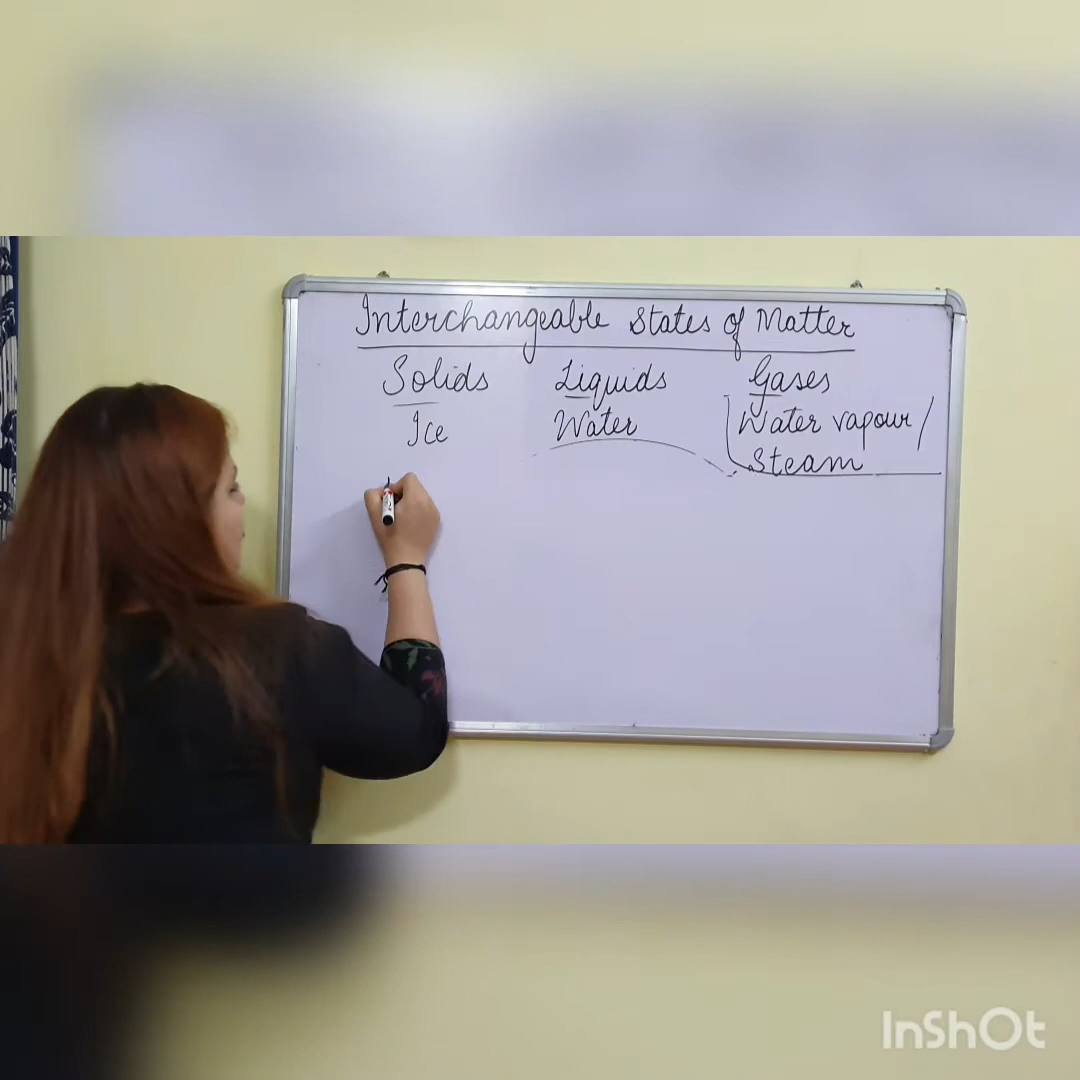 Interchangeable States of Matter
Solids Liquids Gases
Ice Water Water vapour /
Steam
InShOt